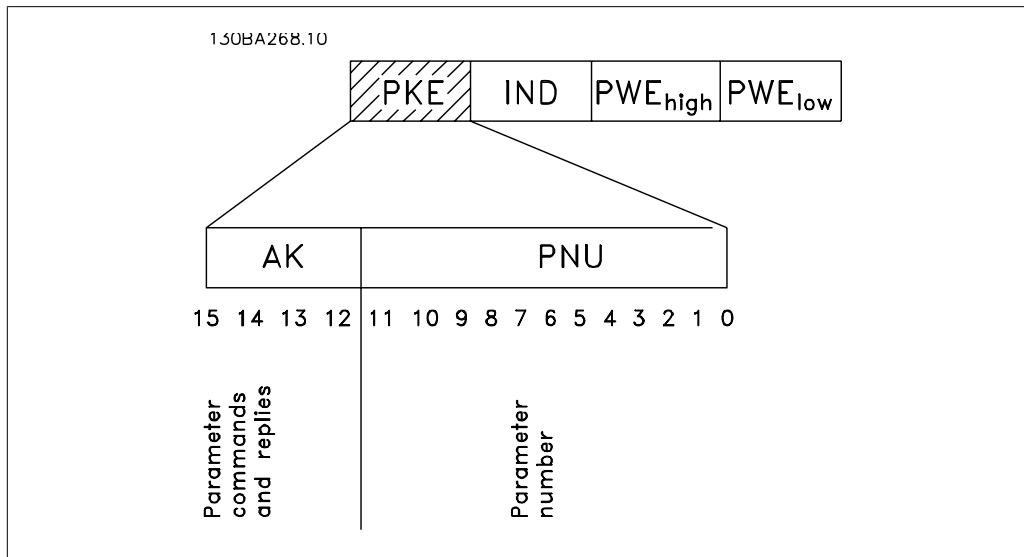 130BA268.10
PKE IND PWEhigh PWElow
AK PNU
15 14 13 12 11 10 9 8 7 6 5 4 3 2 1 0
Parameter
commands
and replies
Parameter
number